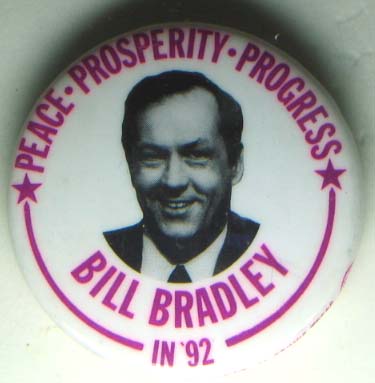 ★PEACE·PROSPERITY·PROGRESS★
BILL BRADLEY
IN '92